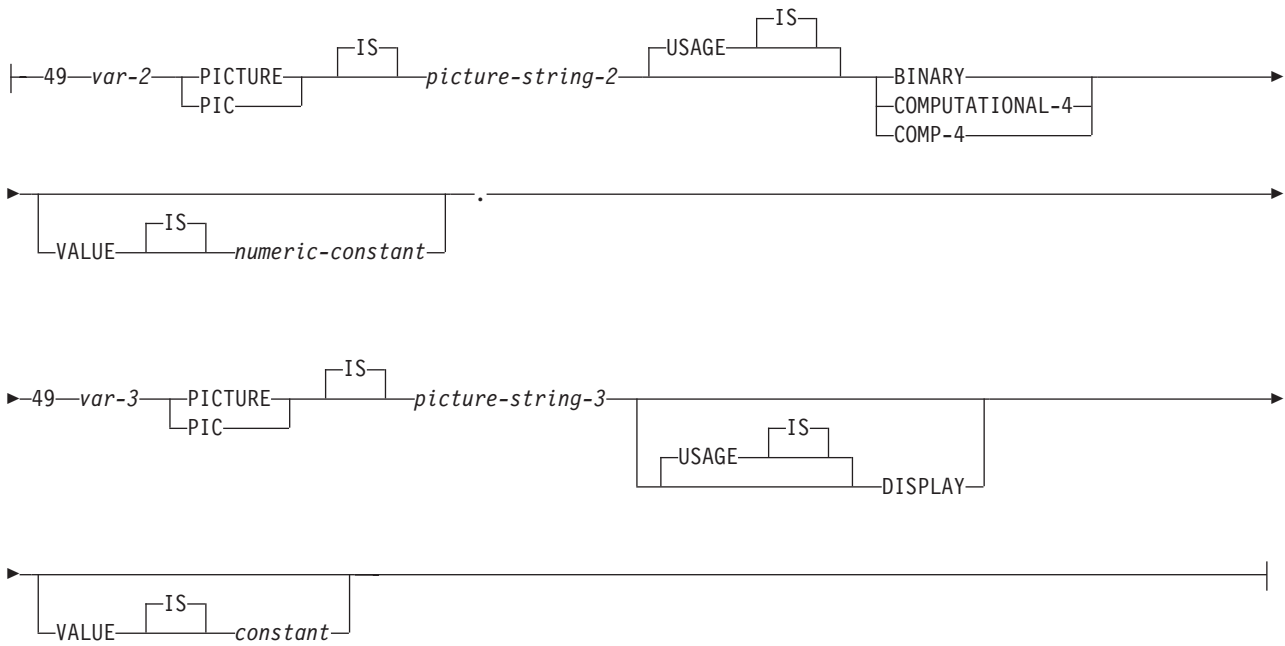 IS IS
IS USAGE
49 var-2 PICTURE picture-string-2 BINARY
PIC COMPUTATIONAL-4
COMP-4
.
IS
VALUE numeric-constant
IS
49 var-3 PICTURE picture-string-3
PIC IS
USAGE
DISPLAY
IS
VALUE constant